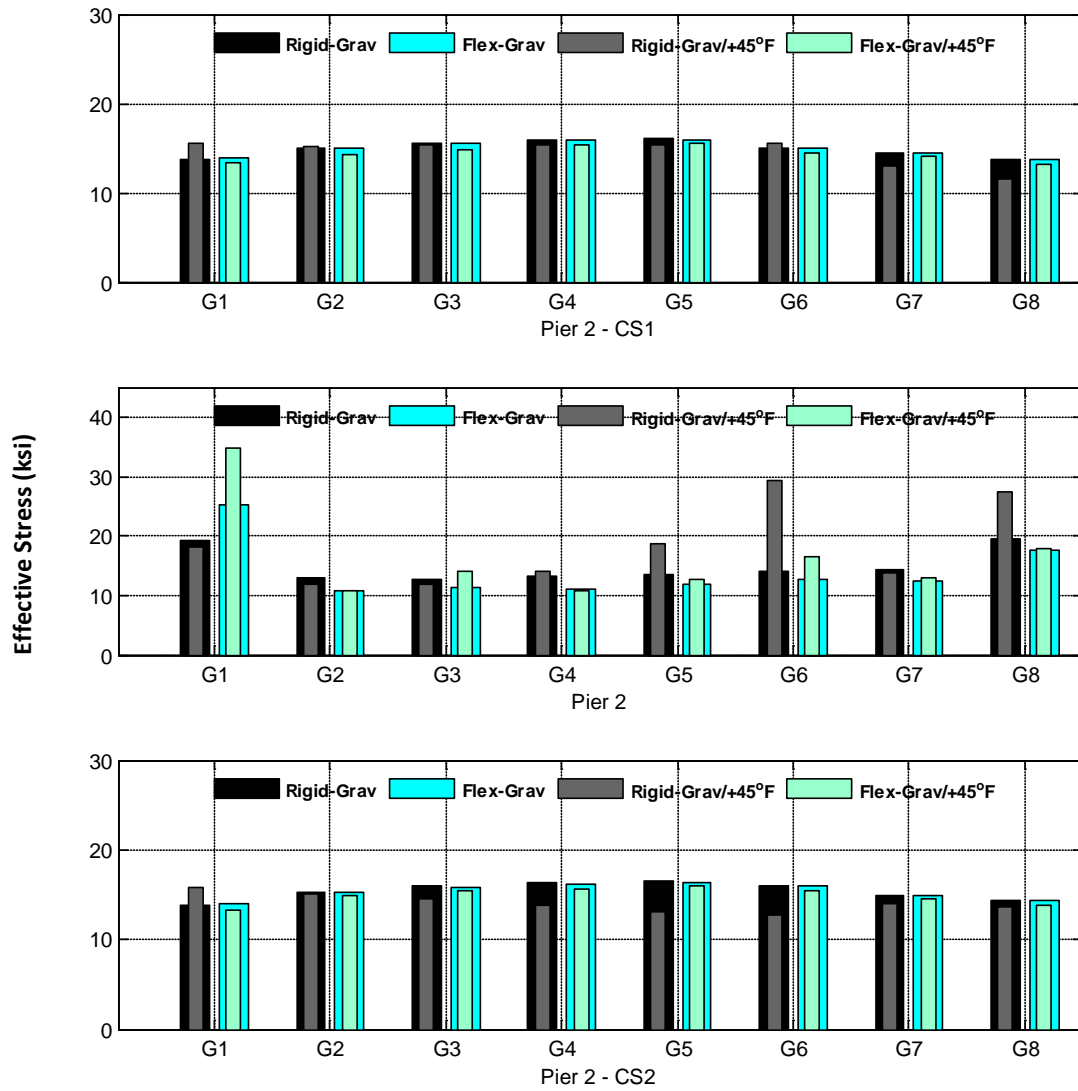 Effective Stress (ksi)
30
20
10
0
Rigid-Grav Flex-Grav Rigid-Grav/+45°F Flex-Grav/+45°F
G1 G2 G3 G4 G5 G6 G7 G8
Pier 2 - CS1
40
30
20
10
0
Rigid-Grav Flex-Grav Rigid-Grav/+45°F Flex-Grav/+45°F
G1 G2 G3 G4 G5 G6 G7 G8
Pier 2
30
20
10
0
Rigid-Grav Flex-Grav Rigid-Grav/+45°F Flex-Grav/+45°F
G1 G2 G3 G4 G5 G6 G7 G8
Pier 2 - CS2